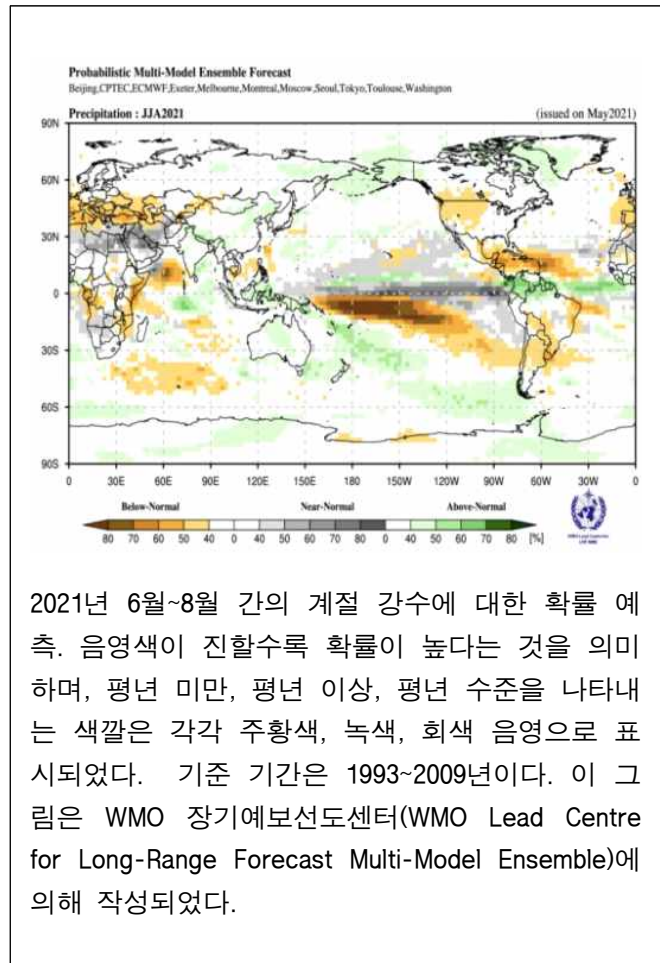 Probabilistic Multi-Model Ensemble Forecast
Beijing,CPTEC,ECMWF,Exeter,Melbourne,Montreal,Moscow,Seoul,Tokyo,Toulouse,Washington
Precipitation : JJA2021 (issued on May2021)
90N
60N
30N
0
30S
60S
90S
0 30E 60E 90E 120E 150E 180 150W 120W 90W 60W 30W 0
Below-Normal Near-Normal Above-Normal
80 70 60 50 40 0 40 50 60 70 80 0 40 50 60 70 80 [%]
2021년 6월~8월 간의 계절 강수에 대한 확률 예
측. 음영색이 진할수록 확률이 높다는 것을 의미
하며, 평년 미만, 평년 이상, 평년 수준을 나타내
는 색깔은 각각 주황색, 녹색, 회색 음영으로 표
시되었다. 기준 기간은 1993~2009년이다. 이 그
림은 WMO 장기예보선도센터(WMO Lead Centre
for Long-Range Forecast Multi-Model Ensemble)에
의해 작성되었다.